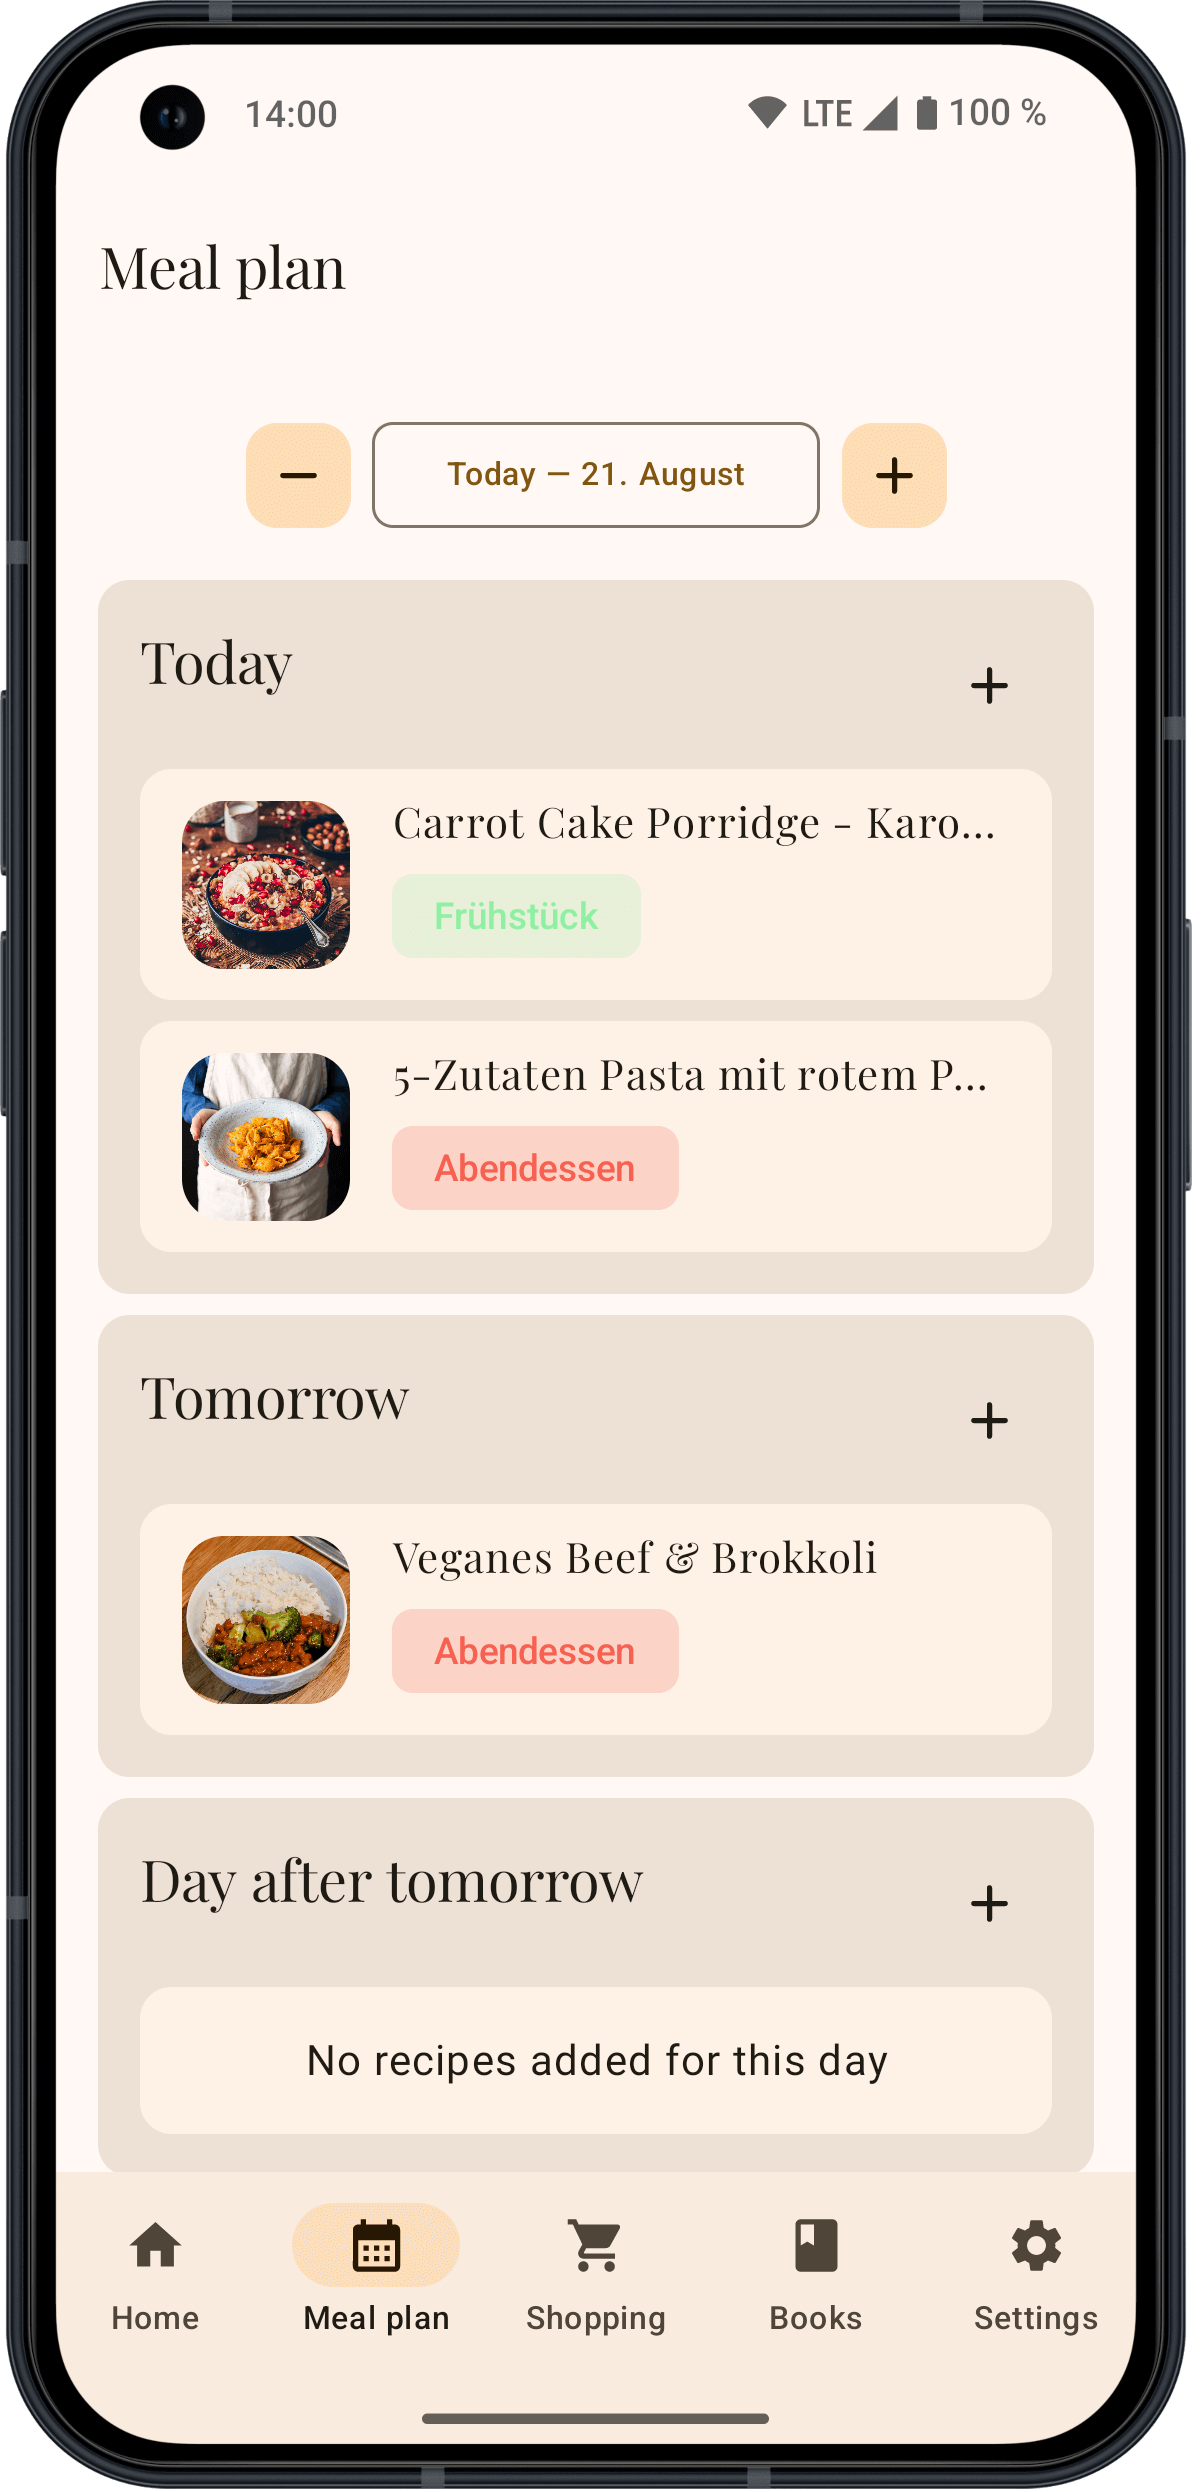 14:00 LTE 100 %
Meal plan
Today — 21. August
Today
Carrot Cake Porridge - Karo...
Frühstück
5-Zutaten Pasta mit rotem P...
Abendessen
Tomorrow
Veganes Beef & Brokkoli
Abendessen
Day after tomorrow
No recipes added for this day
Home Meal plan Shopping Books Settings